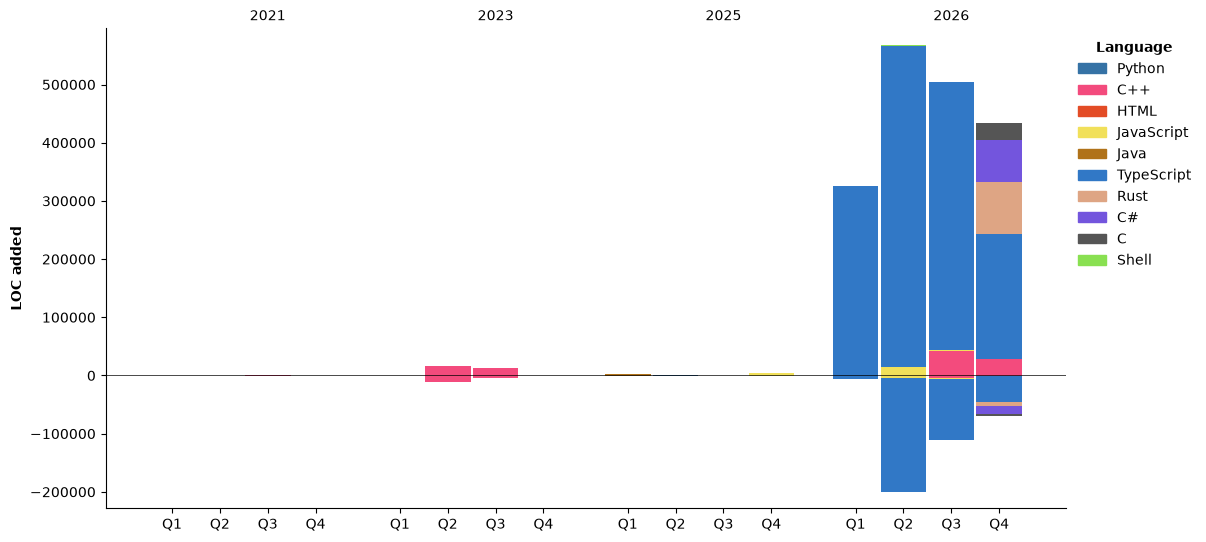 2021 2023 2025 2026
Language
Python
C++
HTML
JavaScript
Java
TypeScript
Rust
C#
C
Shell
LOC added
500000
400000
300000
200000
100000
0
−100000
−200000
Q1 Q2 Q3 Q4 Q1 Q2 Q3 Q4 Q1 Q2 Q3 Q4 Q1 Q2 Q3 Q4